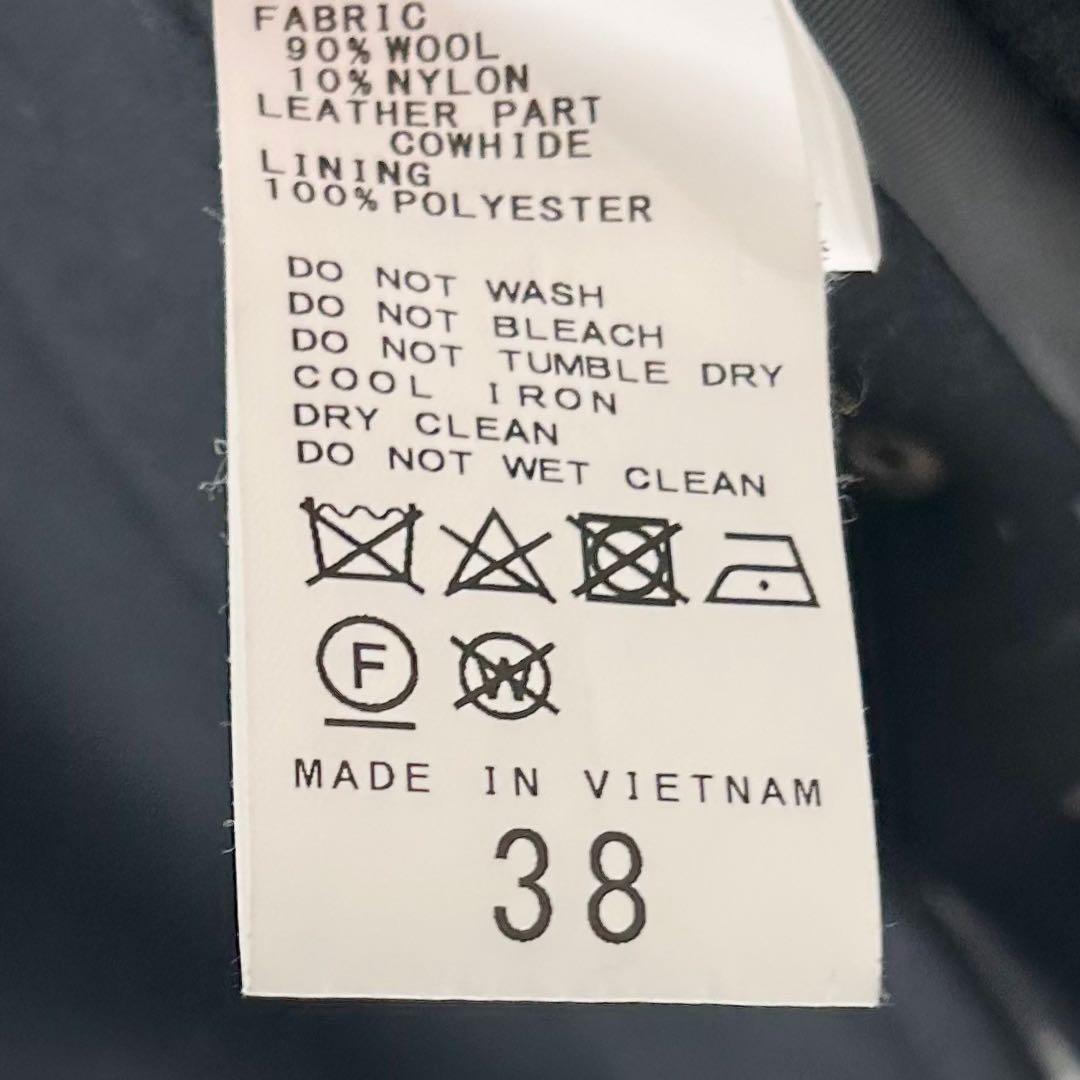 FABRIC
90% WOOL
10% NYLON
LEATHER PART
COWHIDE
LINING
100% POLYESTER
DO NOT WASH
DO NOT BLEACH
DO NOT TUMBLE DRY
COOL IRON
DRY CLEAN
DO NOT WET CLEAN
F W
MADE IN VIETNAM
38